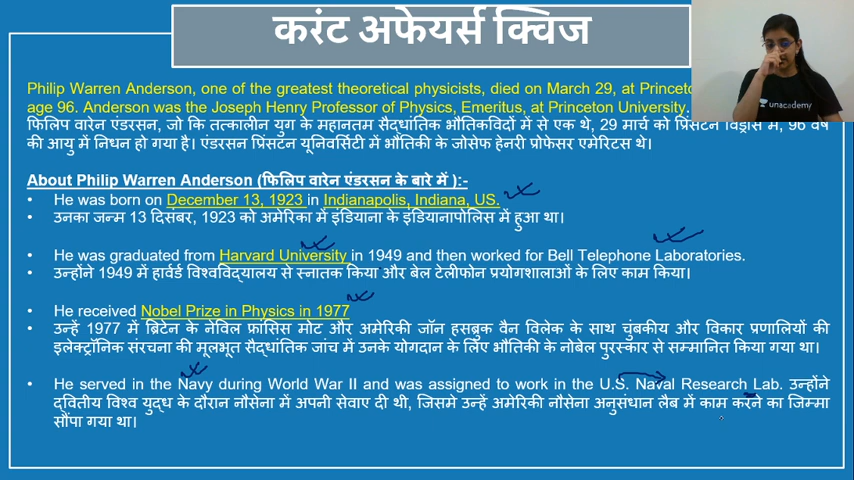 करंट अफेयर्स क्विज
Philip Warren Anderson, one of the greatest theoretical physicists, died on March 29, at Princeto
age 96. Anderson was the Joseph Henry Professor of Physics, Emeritus, at Princeton University.
फिलिप वारेन एंडरसन, जो कि तत्कालीन युग के महानतम सैद्धांतिक भौतिकविदों में से एक थे, 29 मार्च को प्रिंसटन विंड्रोस में, 96 वर्ष
की आयु में निधन हो गया है। एंडरसन प्रिंसटन यूनिवर्सिटी में भौतिकी के जोसेफ हेनरी प्रोफेसर एमेरिटस थे।
unacademy
About Philip Warren Anderson (फिलिप वारेन एंडरसन के बारे में ):-
• He was born on December 13, 1923 in Indianapolis, Indiana, US.
• उनका जन्म 13 दिसंबर, 1923 को अमेरिका में इंडियाना के इंडियानापोलिस में हुआ था।
• He was graduated from Harvard University in 1949 and then worked for Bell Telephone Laboratories.
• उन्होंने 1949 में हार्वर्ड विश्वविद्यालय से स्नातक किया और बेल टेलीफोन प्रयोगशालाओं के लिए काम किया।
• He received Nobel Prize in Physics in 1977
• उन्हें 1977 में ब्रिटेन के नेविल फ्रांसिस मोट और अमेरिकी जॉन हसब्रुक वैन विलेक के साथ चुंबकीय और विकार प्रणालियों की
इलेक्ट्रॉनिक संरचना की मूलभूत सैद्धांतिक जांच में उनके योगदान के लिए भौतिकी के नोबेल पुरस्कार से सम्मानित किया गया था।
• He served in the Navy during World War II and was assigned to work in the U.S. Naval Research Lab. उन्होंने
द्वितीय विश्व युद्ध के दौरान नौसेना में अपनी सेवाए दी थी, जिसमे उन्हें अमेरिकी नौसेना अनुसंधान लैब में काम करने का जिम्मा
सौंपा गया था।